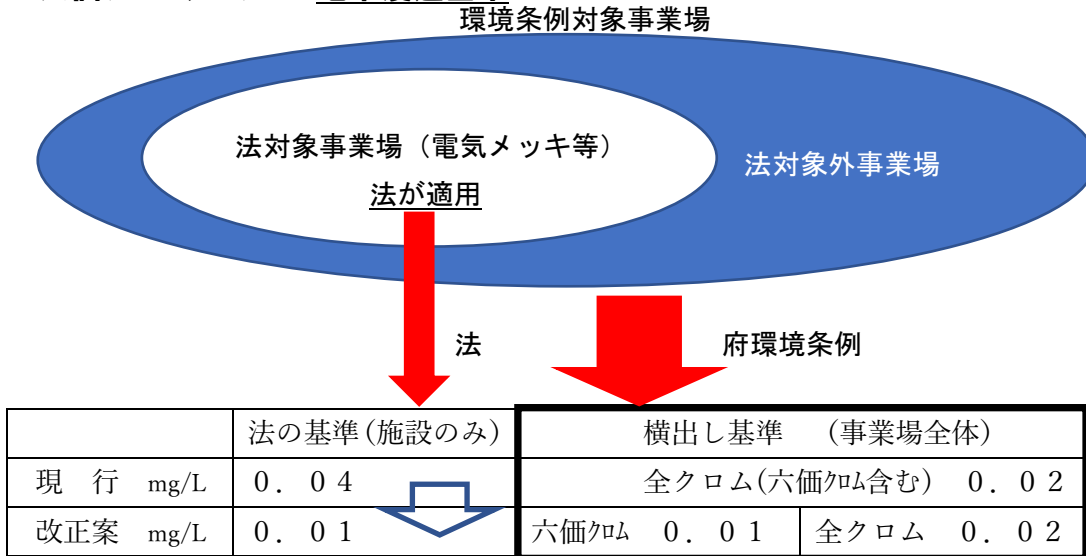 環境条例対象事業場
法対象事業場（電気メッキ等）
法が適用
法対象外事業場
法
府環境条例
法の基準(施設のみ) 横出し基準　（事業場全体）
現　行　mg/L ０．０４ 全クロム(六価ｸﾛﾑ含む)　０．０２
改正案　mg/L ０．０１ 六価ｸﾛﾑ　０．０１ 全クロム　０．０２